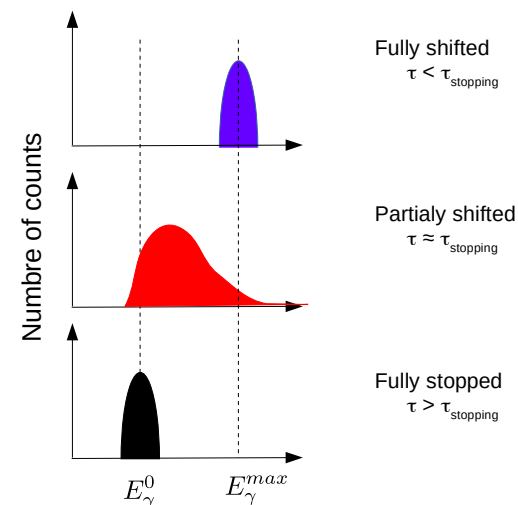 Fully shifted
τ < τstopping
Numbre of counts
Partialy shifted
τ ≈ τstopping
Fully stopped
τ > τstopping
E⁰γ
Eᵐᵃˣγ